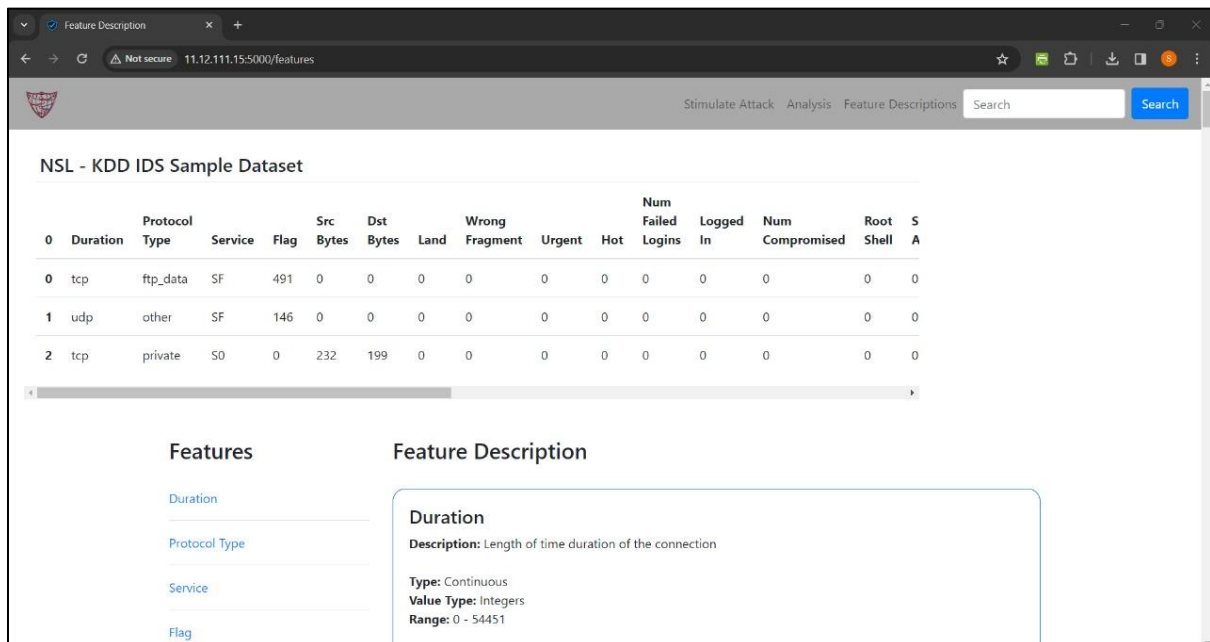 Feature Description
Not secure 11.12.111.15:5000/features
S
Stimulate Attack Analysis Feature Descriptions Search Search
NSL - KDD IDS Sample Dataset
0 Duration Protocol Type Service Flag Src Bytes Dst Bytes Land Wrong Fragment Urgent Hot Num Failed Logins Logged In Num Compromised Root Shell S A
0 tcp ftp_data SF 491 0 0 0 0 0 0 0 0 0 0 0
1 udp other SF 146 0 0 0 0 0 0 0 0 0 0 0
2 tcp private S0 0 232 199 0 0 0 0 0 0 0 0 0
Features
Duration
Protocol Type
Service
Flag
Feature Description
Duration
Description: Length of time duration of the connection
Type: Continuous
Value Type: Integers
Range: 0 - 54451